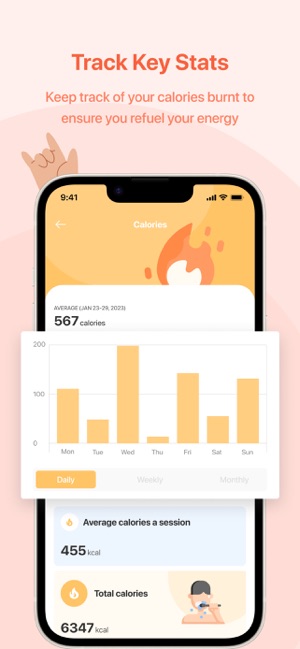 Track Key Stats
Keep track of your calories burnt to
ensure you refuel your energy
9:41
Calories
AVERAGE (JAN 23-29, 2023)
567 calories
200
100
0
Mon Tue Wed Thu Fri Sat Sun
Daily Weekly Monthly
Average calories a session
455 kcal
Total calories
6347 kcal